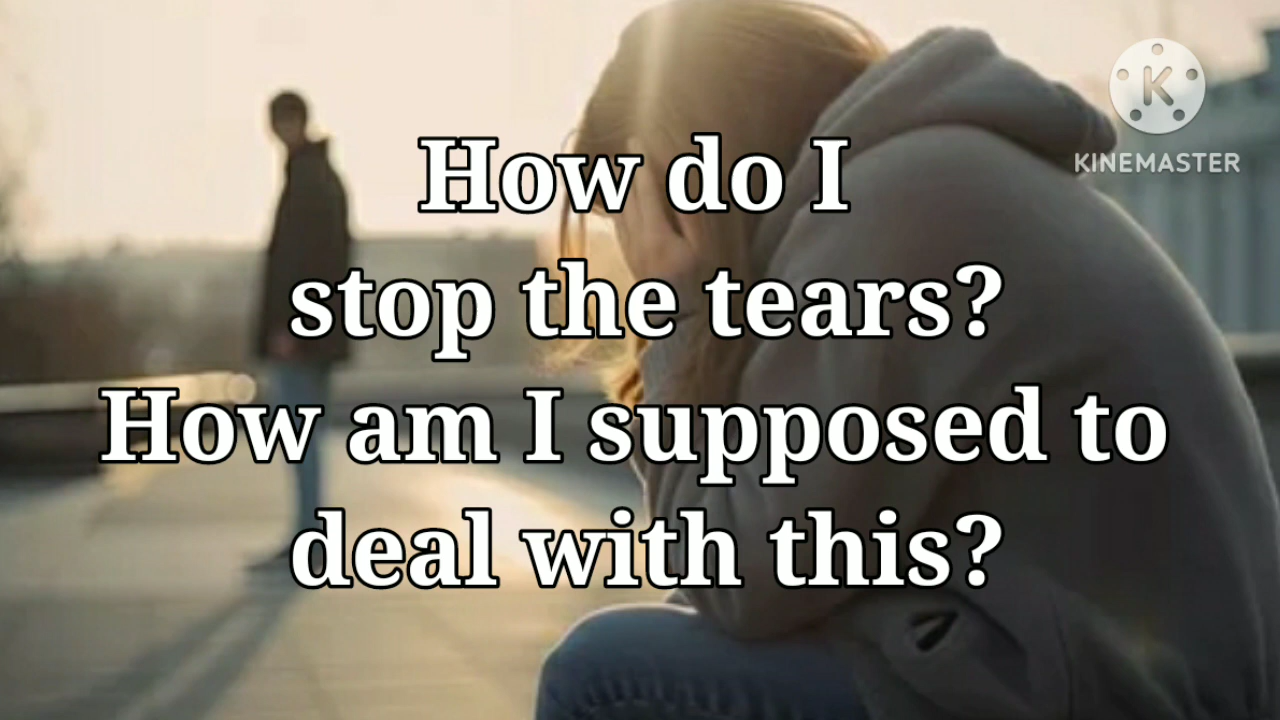 KINEMASTER
How do I
stop the tears?
How am I supposed to
deal with this?